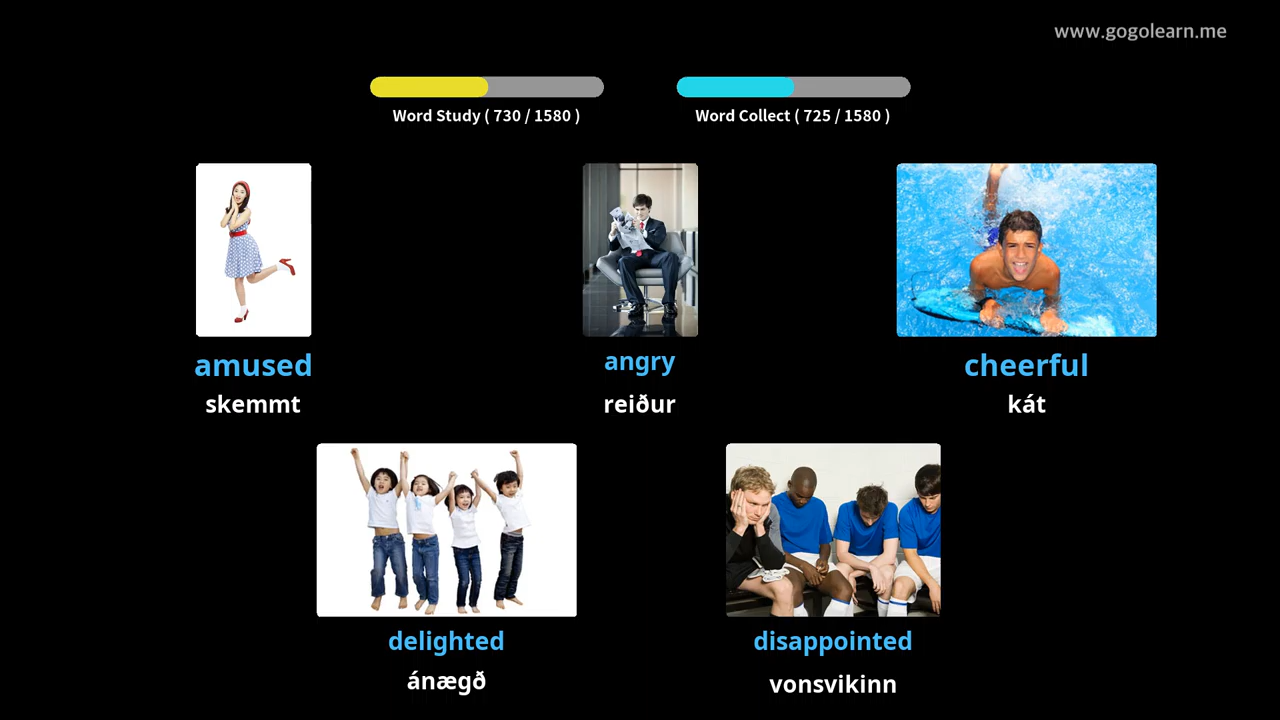 www.gogolearn.me
Word Study ( 730 / 1580 )
Word Collect ( 725 / 1580 )
amused
skemmt
angry
reiður
cheerful
kát
delighted
ánægð
disappointed
vonsvikinn